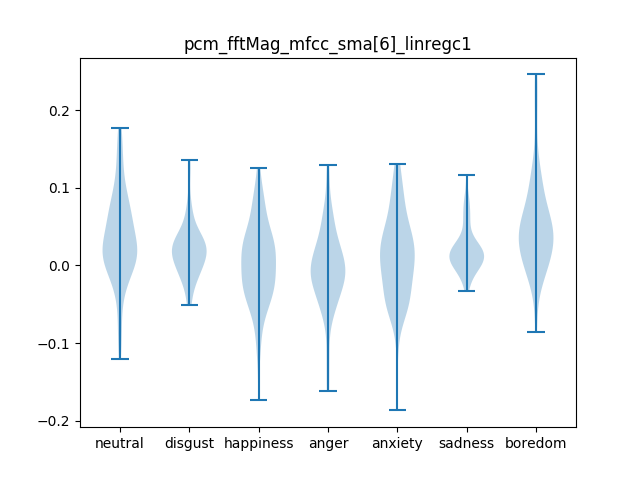 pcm_fftMag_mfcc_sma[6]_linregc1
0.2
0.1
0.0
−0.1
−0.2
neutral disgust happiness anger anxiety sadness boredom